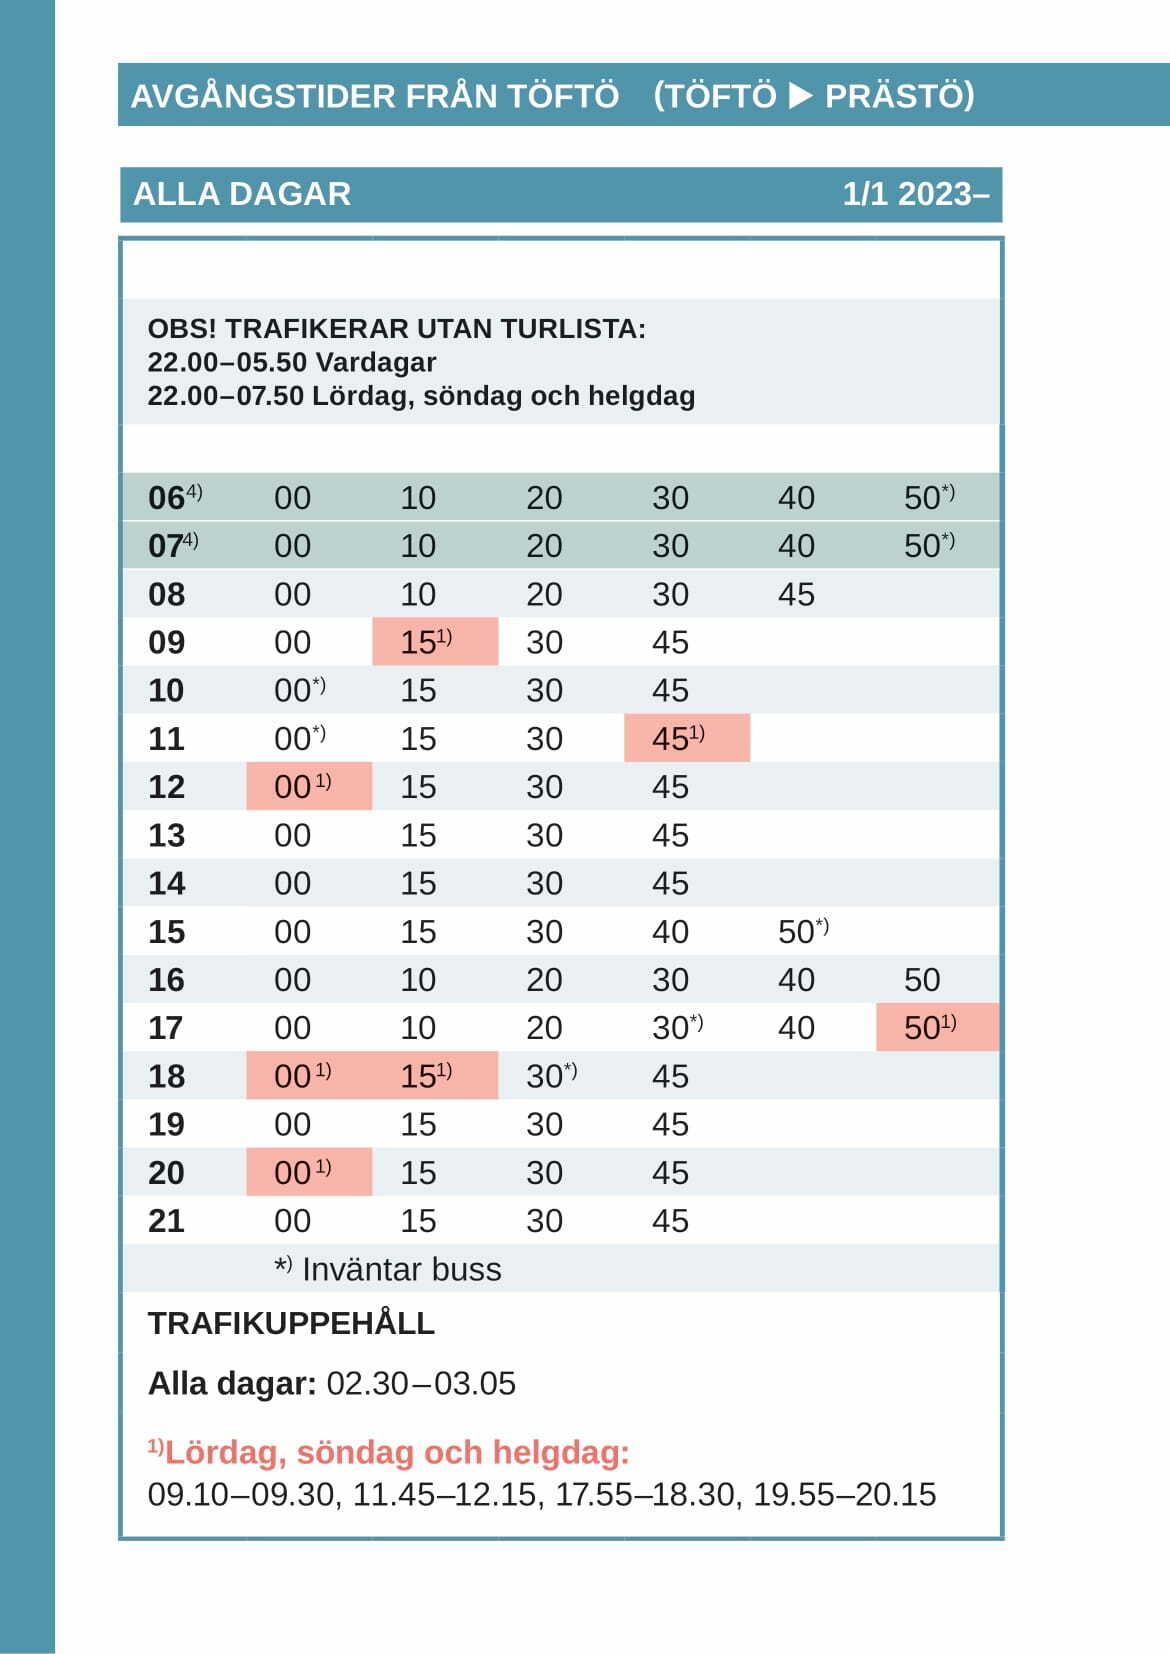 AVGÅNGSTIDER FRÅN TÖFTÖ (TÖFTÖ ▶ PRÄSTÖ)
ALLA DAGAR 1/1 2023–
OBS! TRAFIKERAR UTAN TURLISTA:
22.00–05.50 Vardagar
22.00–07.50 Lördag, söndag och helgdag
06 4) 00 10 20 30 40 50*)
07 4) 00 10 20 30 40 50*)
08 00 10 20 30 45
09 00 15 1) 30 45
10 00*) 15 30 45
11 00*) 15 30 45 1)
12 00 1) 15 30 45
13 00 15 30 45
14 00 15 30 45
15 00 15 30 40 50*)
16 00 10 20 30 40 50
17 00 10 20 30*) 40 50 1)
18 00 1) 15 1) 30*) 45
19 00 15 30 45
20 00 1) 15 30 45
21 00 15 30 45
*) Inväntar buss
TRAFIKUPPEHÅLL
Alla dagar: 02.30–03.05
1)Lördag, söndag och helgdag:
09.10–09.30, 11.45–12.15, 17.55–18.30, 19.55–20.15